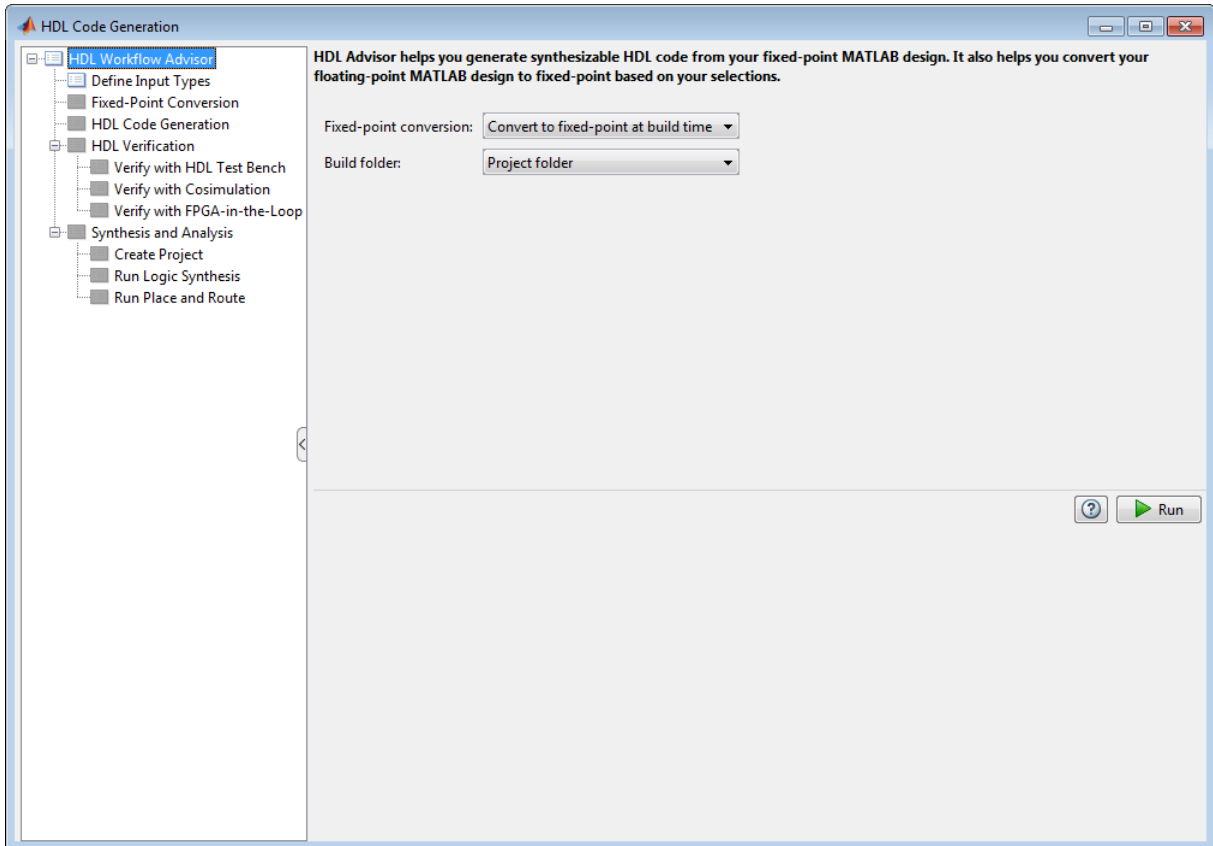 HDL Code Generation
HDL Workflow Advisor
Define Input Types
Fixed-Point Conversion
HDL Code Generation
HDL Verification
Verify with HDL Test Bench
Verify with Cosimulation
Verify with FPGA-in-the-Loop
Synthesis and Analysis
Create Project
Run Logic Synthesis
Run Place and Route
HDL Advisor helps you generate synthesizable HDL code from your fixed-point MATLAB design. It also helps you convert your
floating-point MATLAB design to fixed-point based on your selections.
Fixed-point conversion: Convert to fixed-point at build time
Build folder: Project folder
Run